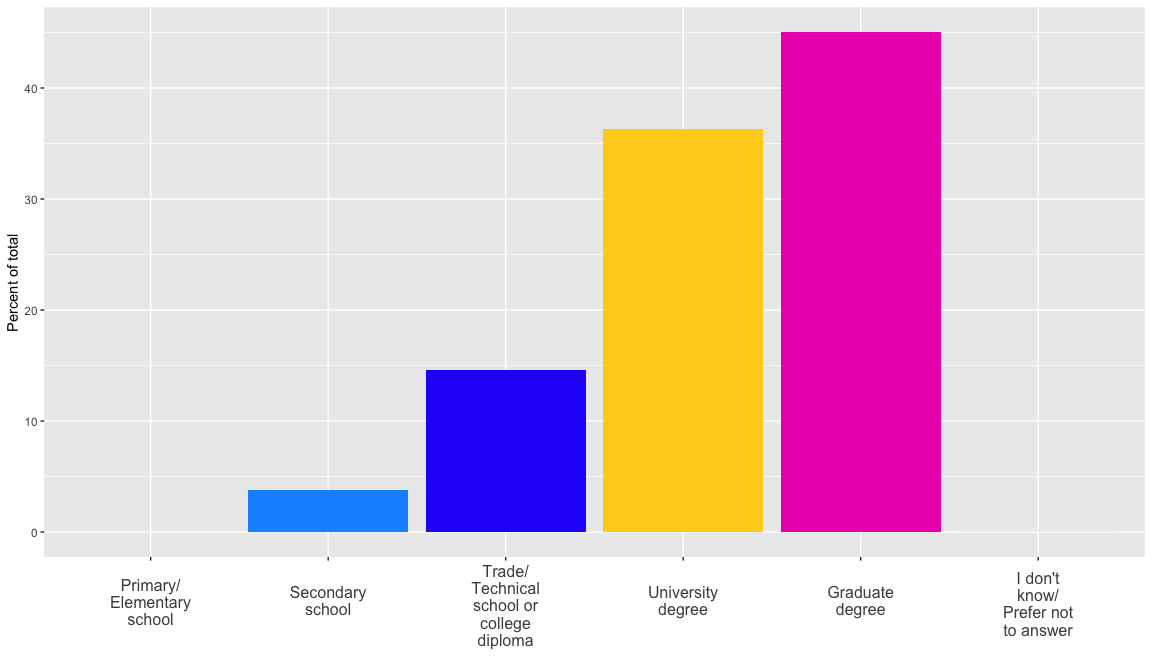 Percent of total
40
30
20
10
0
Primary/
Elementary
school
Secondary
school
Trade/
Technical
school or
college
diploma
University
degree
Graduate
degree
I don't
know/
Prefer not
to answer